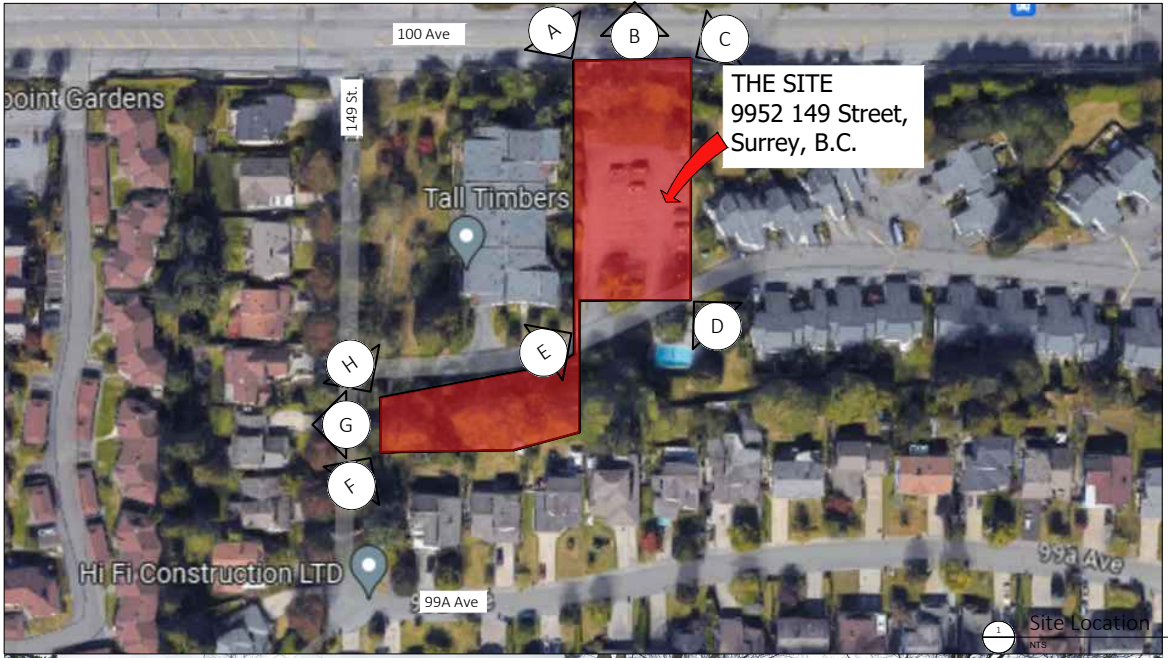 A
B
C
100 Ave
THE SITE
9952 149 Street,
Surrey, B.C.
point Gardens
149 St.
Tall Timbers
D
E
H
G
F
Hi Fi Construction LTD
99a Ave
99A Ave
1
Site Location
NTS